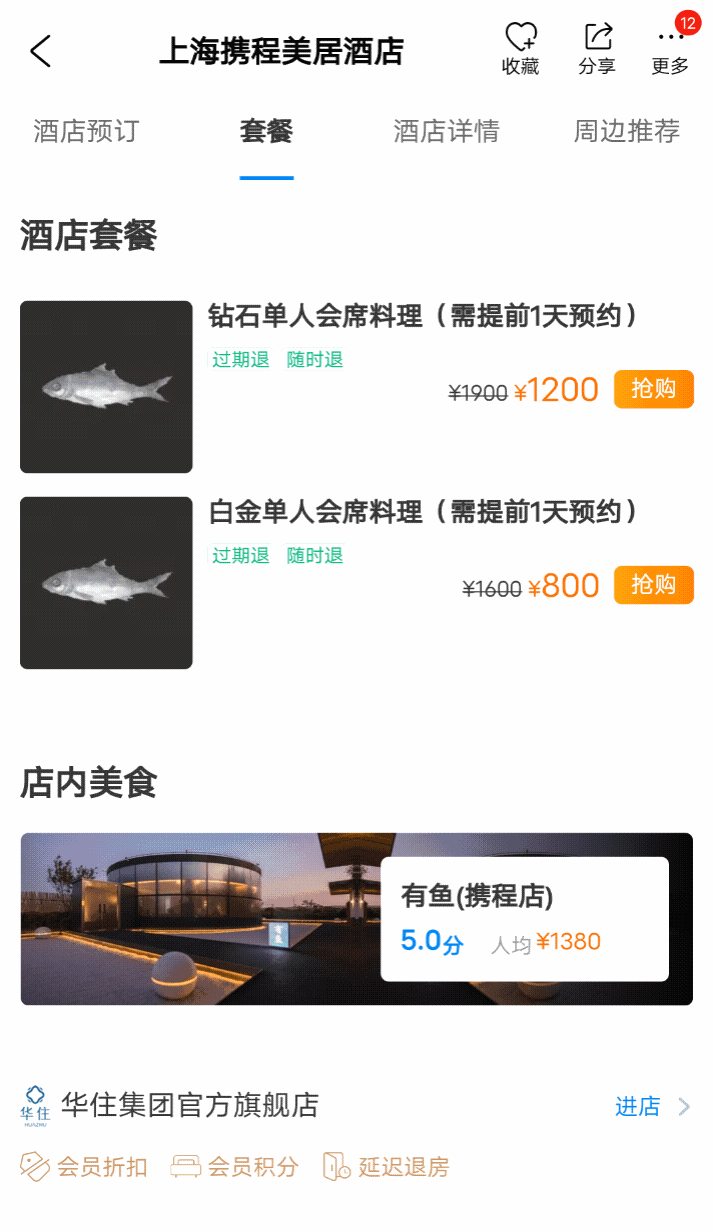 上海携程美居酒店
收藏
分享
12
更多
酒店预订
套餐
酒店详情
周边推荐
酒店套餐
钻石单人会席料理（需提前1天预约）
过期退 随时退
¥1900 ¥1200 抢购
白金单人会席料理（需提前1天预约）
过期退 随时退
¥1600 ¥800 抢购
店内美食
有鱼
有鱼(携程店)
5.0分 人均¥1380
华住
HUAZHU
华住集团官方旗舰店
进店
会员折扣 会员积分 延迟退房